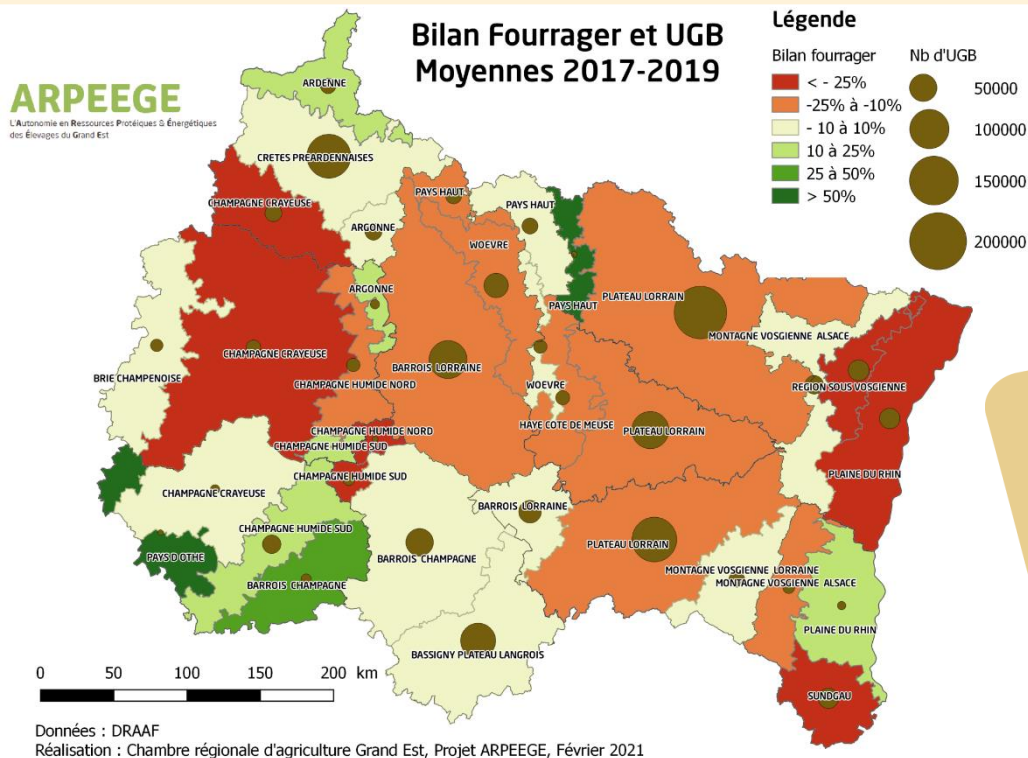 Bilan Fourrager et UGB
Moyennes 2017-2019
ARPEEGE
L'Autonomie en Ressources Protéiques & Énergétiques
des Élevages du Grand Est
Légende
Bilan fourrager
< - 25%
-25% à -10%
- 10 à 10%
10 à 25%
25 à 50%
> 50%
Nb d'UGB
50000
100000
150000
200000
ARDENNE
CRETES PREARDENNAISES
CHAMPAGNE CRAYEUSE
PAYS HAUT
PAYS HAUT
ARGONNE
WOEVRE
ARGONNE
PAYS HAUT
PLATEAU LORRAIN
MONTAGNE VOSGIENNE ALSACE
CHAMPAGNE CRAYEUSE
BARROIS LORRAINE
BRIE CHAMPENOISE
CHAMPAGNE HUMIDE NORD
WOEVRE
REGION SOUS VOSGIENNE
HAYE COTE DE MEUSE
PLATEAU LORRAIN
CHAMPAGNE HUMIDE NORD
CHAMPAGNE HUMIDE SUD
CHAMPAGNE HUMIDE SUD
PLAINE DU RHIN
CHAMPAGNE CRAYEUSE
BARROIS LORRAINE
CHAMPAGNE HUMIDE SUD
PLATEAU LORRAIN
PAYS D OTHE
BARROIS CHAMPAGNE
BARROIS CHAMPAGNE
MONTAGNE VOSGIENNE LORRAINE
MONTAGNE VOSGIENNE ALSACE
PLAINE DU RHIN
BASSIGNY PLATEAU LANGROIS
SUNDGAU
0 50 100 150 200 km
Données : DRAAF
Réalisation : Chambre régionale d'agriculture Grand Est, Projet ARPEEGE, Février 2021